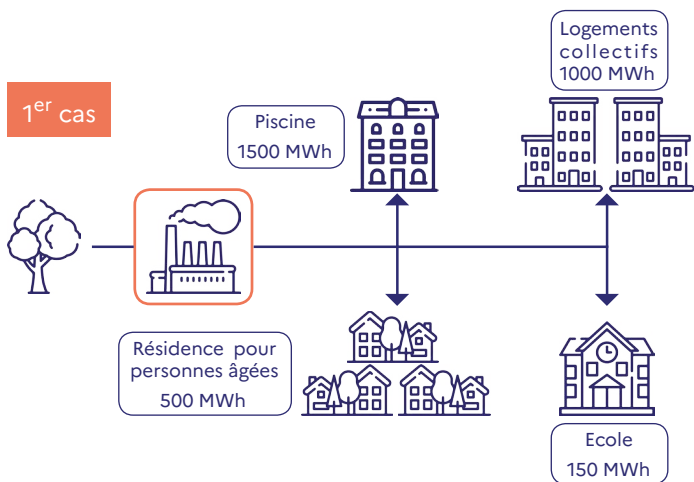 1er cas
Logements
collectifs
1000 MWh
Piscine
1500 MWh
Résidence pour
personnes âgées
500 MWh
Ecole
150 MWh